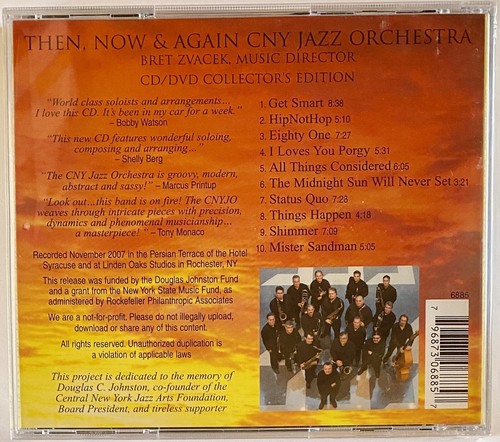 THEN, NOW & AGAIN CNY JAZZ ORCHESTRA
BRET ZVACEK, MUSIC DIRECTOR
CD/DVD COLLECTOR'S EDITION
“World class soloists and arrangements...
I love this CD. It's been in my car for a week.”
– Bobby Watson
“This new CD features wonderful soloing,
composing and arranging...”
– Shelly Berg
“The CNY Jazz Orchestra is groovy, modern,
abstract and sassy!” – Marcus Printup
“Look out...this band is on fire! The CNYJO
weaves through intricate pieces with precision,
dynamics and phenomenal musicianship...
a masterpiece!” – Tony Monaco
Recorded November 2007 in the Persian Terrace of the Hotel
Syracuse and at Linden Oaks Studios in Rochester, NY
This release was funded by the Douglas Johnston Fund
and a grant from the New York State Music Fund, as
administered by Rockefeller Philanthropic Associates
We are a not-for-profit. Please do not illegally upload,
download or share any of this content.
All rights reserved. Unauthorized duplication is
a violation of applicable laws
This project is dedicated to the memory of
Douglas C. Johnston, co-founder of the
Central New York Jazz Arts Foundation,
Board President, and tireless supporter
1. Get Smart 8:38
2. HipNotHop 5:10
3. Eighty One 7:27
4. I Loves You Porgy 5:31
5. All Things Considered 6:05
6. The Midnight Sun Will Never Set 3:21
7. Status Quo 7:28
8. Things Happen 4:18
9. Shimmer 7:09
10. Mister Sandman 5:05
6885
7 96873 06885 7